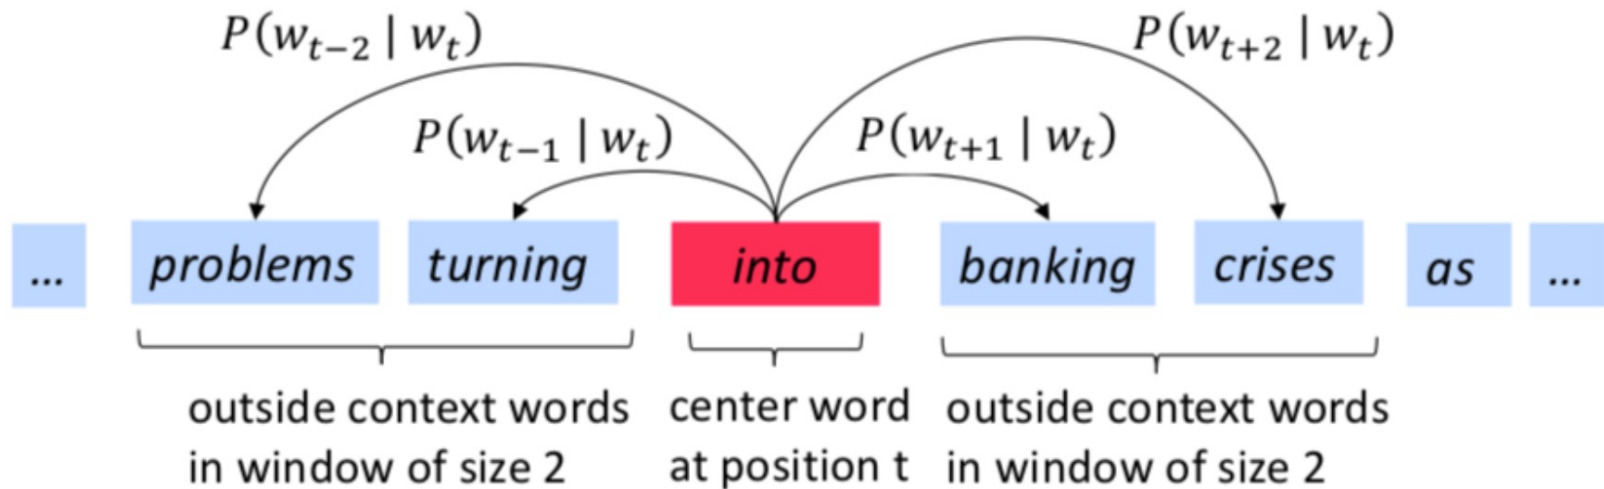 P(w_{t−2} | w_t) P(w_{t+2} | w_t)
P(w_{t−1} | w_t) P(w_{t+1} | w_t)
... problems turning into banking crises as ...
outside context words center word outside context words
in window of size 2 at position t in window of size 2